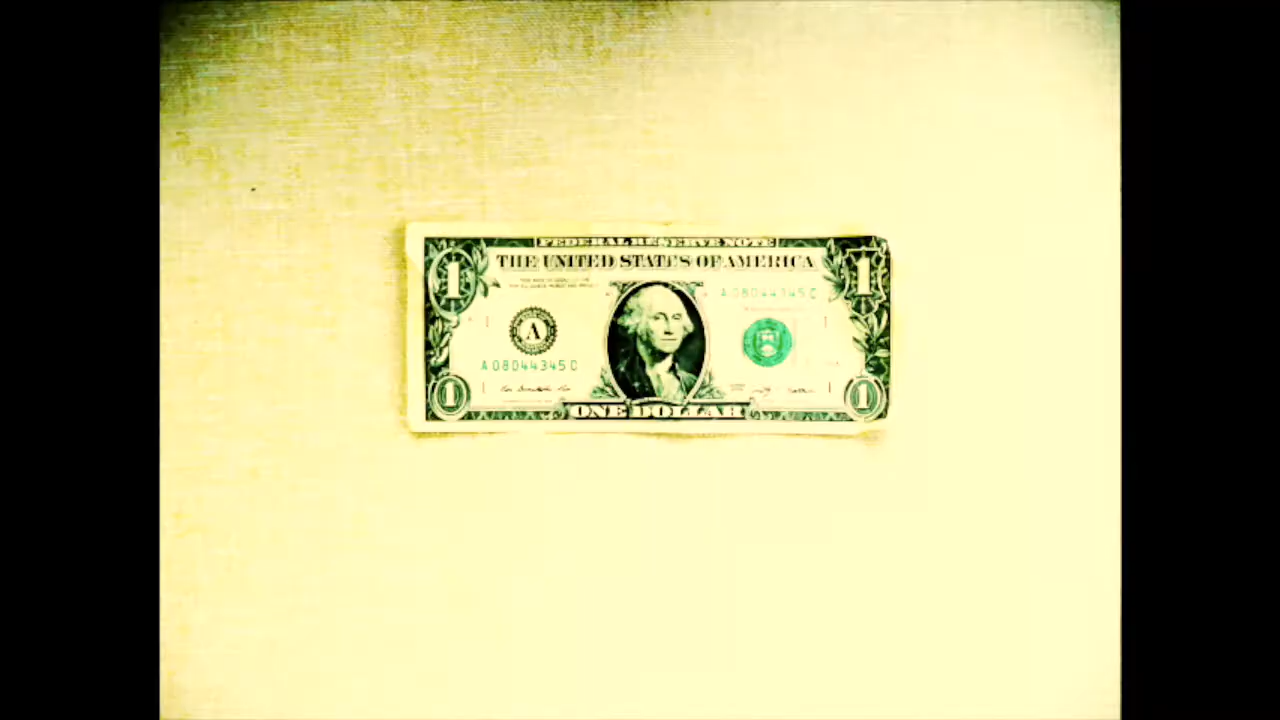 FEDERAL RESERVE NOTE
THE UNITED STATES OF AMERICA
1
1
A 08044345 C
A
A 08044345 C
1
1
ONE DOLLAR